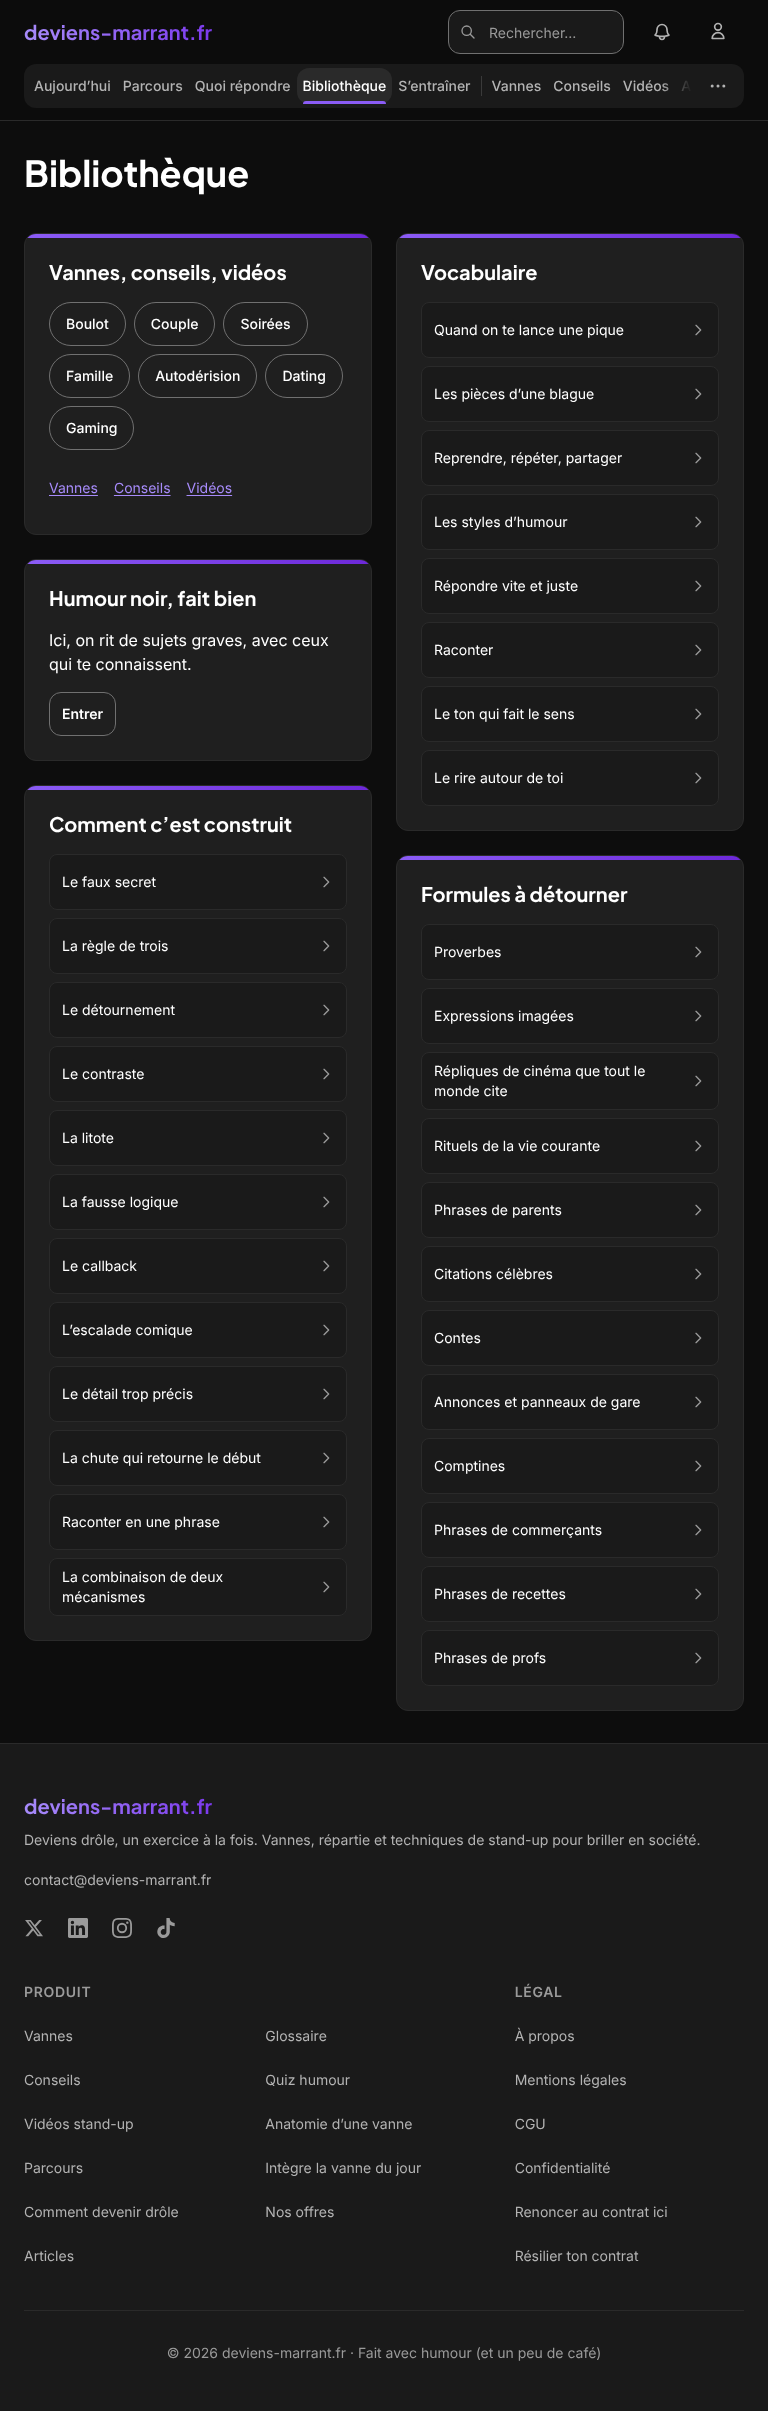 deviens-marrant.fr
Rechercher...
Aujourd’hui Parcours Quoi répondre Bibliothèque S’entraîner Vannes Conseils Vidéos
Bibliothèque
Vannes, conseils, vidéos
Boulot Couple Soirées
Famille Autodérision Dating
Gaming
Vannes Conseils Vidéos
Humour noir, fait bien
Ici, on rit de sujets graves, avec ceux
qui te connaissent.
Entrer
Comment c’est construit
Le faux secret
La règle de trois
Le détournement
Le contraste
La litote
La fausse logique
Le callback
L’escalade comique
Le détail trop précis
La chute qui retourne le début
Raconter en une phrase
La combinaison de deux
mécanismes
Vocabulaire
Quand on te lance une pique
Les pièces d’une blague
Reprendre, répéter, partager
Les styles d’humour
Répondre vite et juste
Raconter
Le ton qui fait le sens
Le rire autour de toi
Formules à détourner
Proverbes
Expressions imagées
Répliques de cinéma que tout le
monde cite
Rituels de la vie courante
Phrases de parents
Citations célèbres
Contes
Annonces et panneaux de gare
Comptines
Phrases de commerçants
Phrases de recettes
Phrases de profs
deviens-marrant.fr
Deviens drôle, un exercice à la fois. Vannes, répartie et techniques de stand-up pour briller en société.
contact@deviens-marrant.fr
PRODUIT
Vannes
Conseils
Vidéos stand-up
Parcours
Comment devenir drôle
Articles
Glossaire
Quiz humour
Anatomie d’une vanne
Intègre la vanne du jour
Nos offres
LÉGAL
À propos
Mentions légales
CGU
Confidentialité
Renoncer au contrat ici
Résilier ton contrat
© 2026 deviens-marrant.fr · Fait avec humour (et un peu de café)